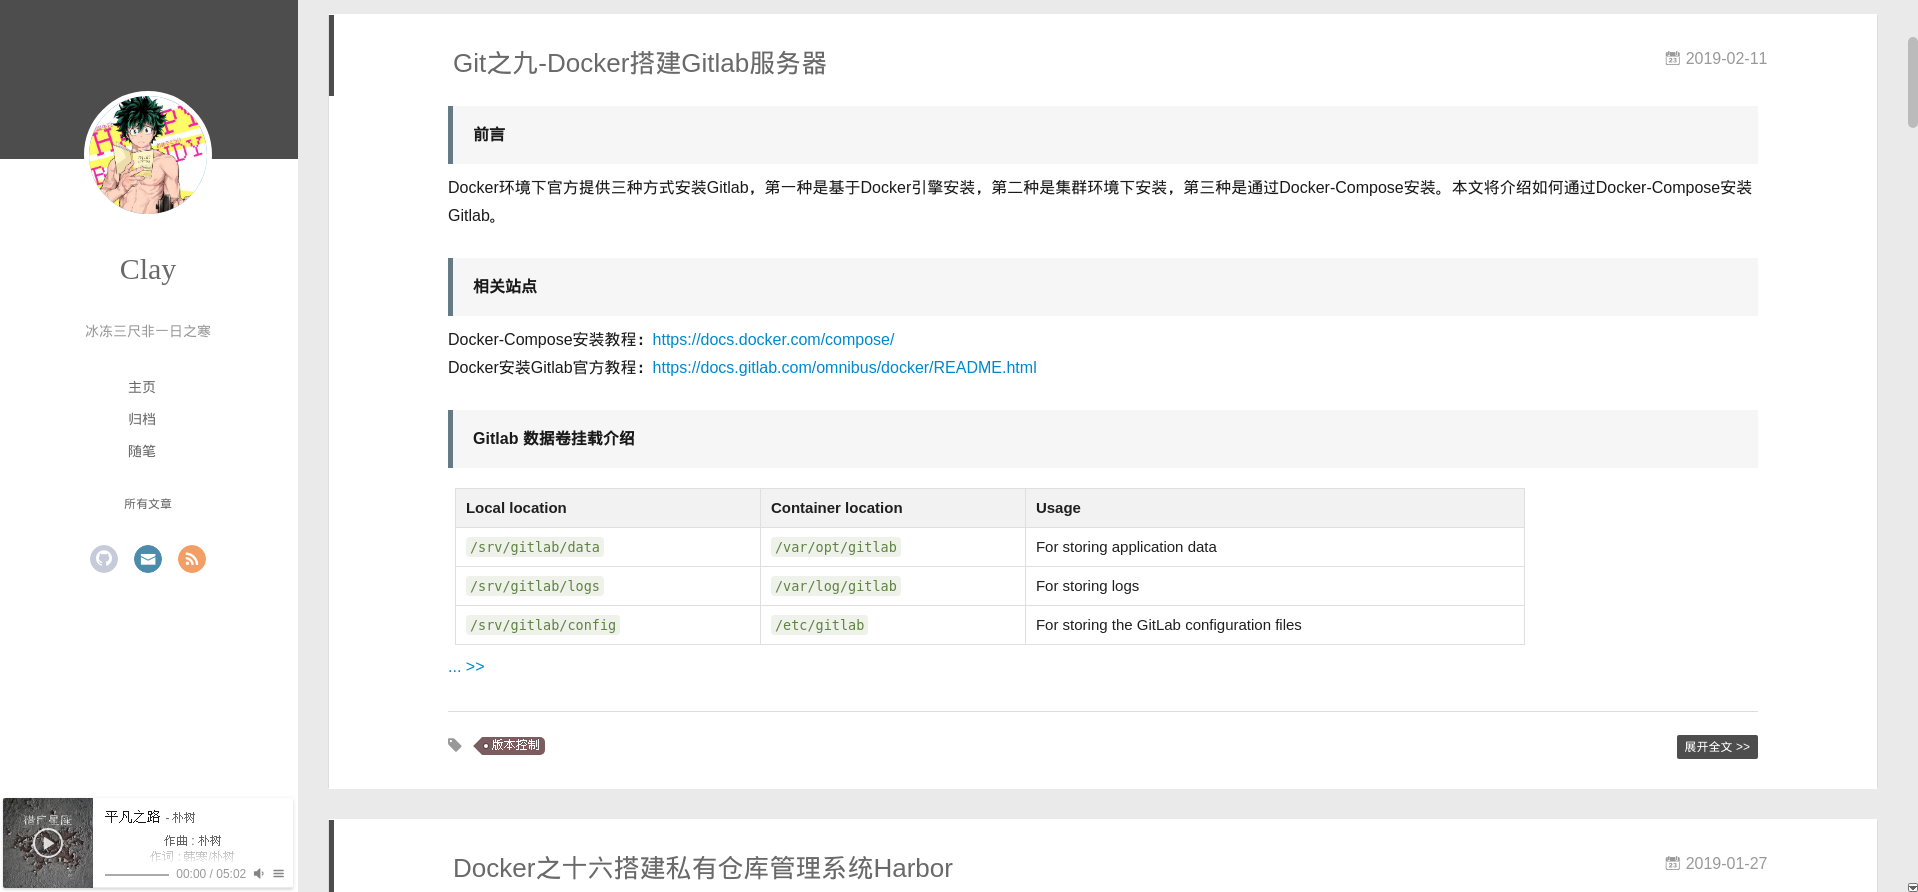 Clay
冰冻三尺非一日之寒
主页
归档
随笔
所有文章
平凡之路 - 朴树
作曲 : 朴树
作词 : 韩寒/朴树
00:00 / 05:02
Git之九-Docker搭建Gitlab服务器
2019-02-11
前言
Docker环境下官方提供三种方式安装Gitlab，第一种是基于Docker引擎安装，第二种是集群环境下安装，第三种是通过Docker-Compose安装。本文将介绍如何通过Docker-Compose安装
Gitlab。
相关站点
Docker-Compose安装教程：https://docs.docker.com/compose/
Docker安装Gitlab官方教程：https://docs.gitlab.com/omnibus/docker/README.html
Gitlab 数据卷挂载介绍
Local location Container location Usage
/srv/gitlab/data /var/opt/gitlab For storing application data
/srv/gitlab/logs /var/log/gitlab For storing logs
/srv/gitlab/config /etc/gitlab For storing the GitLab configuration files
... >>
版本控制
展开全文 >>
Docker之十六搭建私有仓库管理系统Harbor
2019-01-27